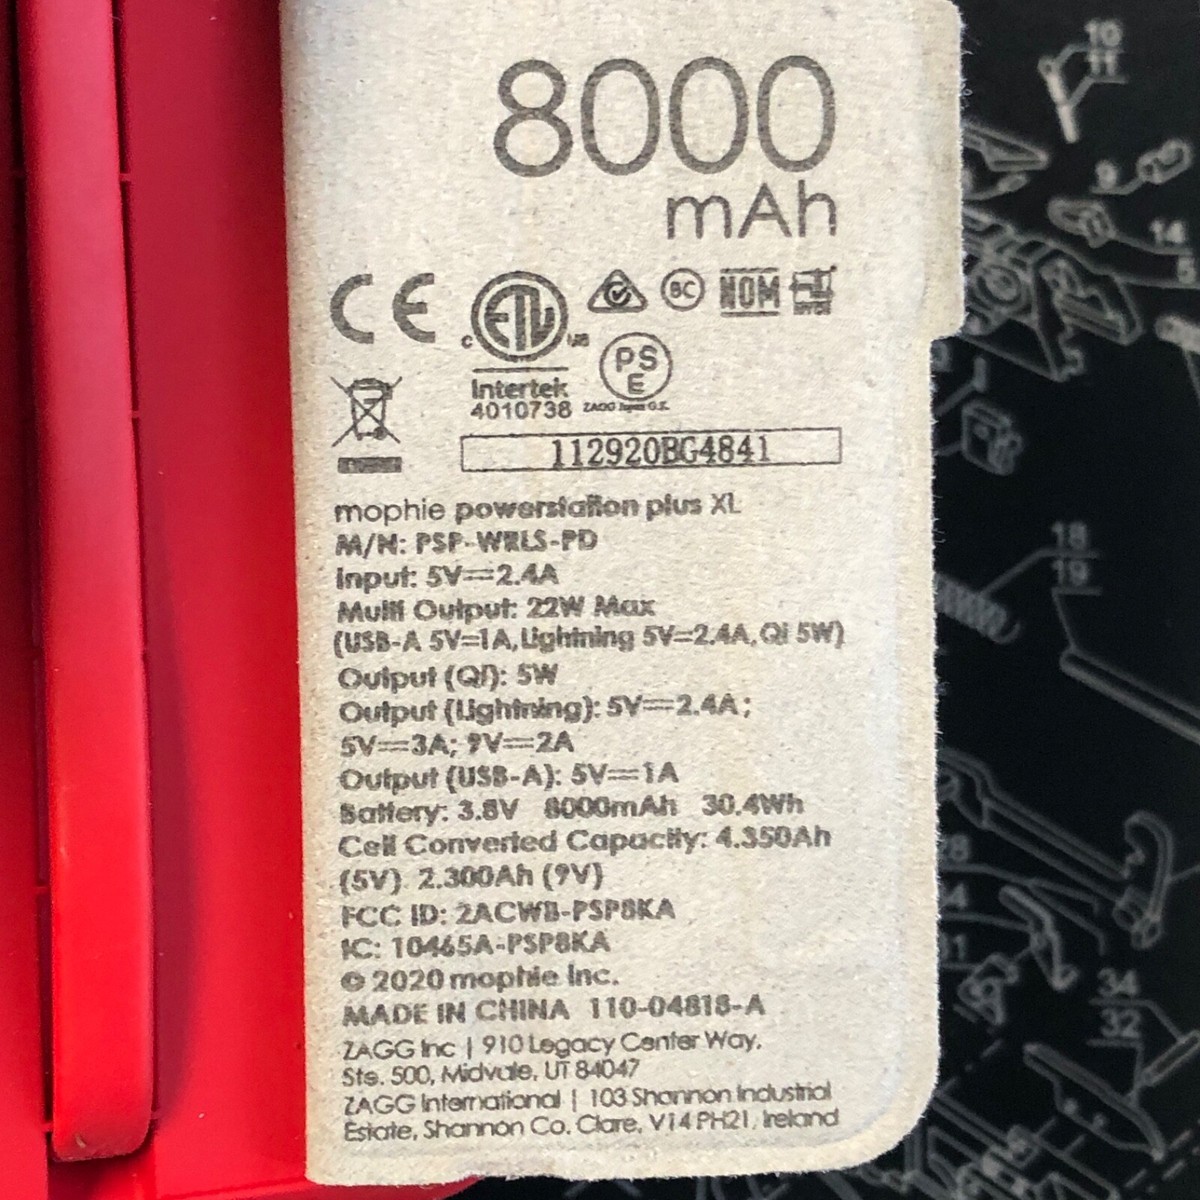 8000
mAh
CE
ETL
C
US
BC
NOM
NYCE
Intertek
4010738
PS
E
ZAGG Japan G.K.
112920BG4841
mophie powerstation plus XL
M/N: PSP-WRLS-PD
Input: 5V⎓2.4A
Multi Output: 22W Max
(USB-A 5V=1A, Lightning 5V=2.4A, Qi 5W)
Output (Qi): 5W
Output (Lightning): 5V⎓2.4A;
5V⎓3A; 9V⎓2A
Output (USB-A): 5V⎓1A
Battery: 3.8V 8000mAh 30.4Wh
Cell Converted Capacity: 4.350Ah
(5V) 2.300Ah (9V)
FCC ID: 2ACWB-PSP8KA
IC: 10465A-PSP8KA
© 2020 mophie Inc.
MADE IN CHINA 110-04818-A
ZAGG Inc | 910 Legacy Center Way,
Ste. 500, Midvale, UT 84047
ZAGG International | 103 Shannon Industrial
Estate, Shannon Co. Clare, V14 PH21, Ireland
10
11
9
14
5
18
19
34
32